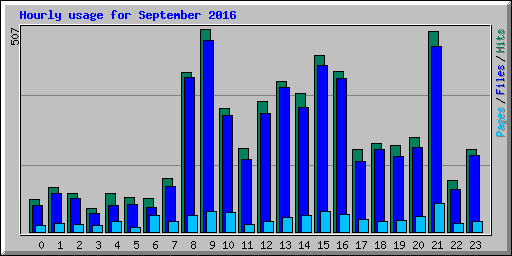 Hourly usage for September 2016
507
Pages / Files / Hits
0 1 2 3 4 5 6 7 8 9 10 11 12 13 14 15 16 17 18 19 20 21 22 23